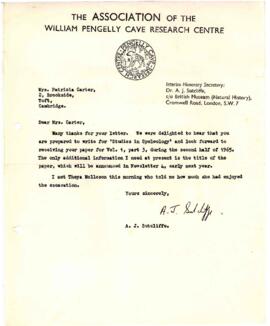 THE ASSOCIATION OF THE
WILLIAM PENGELLY CAVE RESEARCH CENTRE
Interim Honorary Secretary:
Dr. A. J. Sutcliffe,
c/o British Museum (Natural History),
Cromwell Road, London, S.W. 7
Mrs. Patricia Carter,
2, Brookside,
Toft,
Cambridge.
Dear Mrs. Carter,
Many thanks for your letter. We were delighted to hear that you
are prepared to write for 'Studies in Speleology' and look forward to
receiving your paper for Vol. 1, part 3, during the second half of 1965.
The only additional information I need at present is the title of the
paper, which will be announced in Newsletter 4, early next year.
I met Theya Molleson this morning who told me how much she had
enjoyed the excavation.
Yours sincerely,
A. J. Sutcliffe
A. J. Sutcliffe.